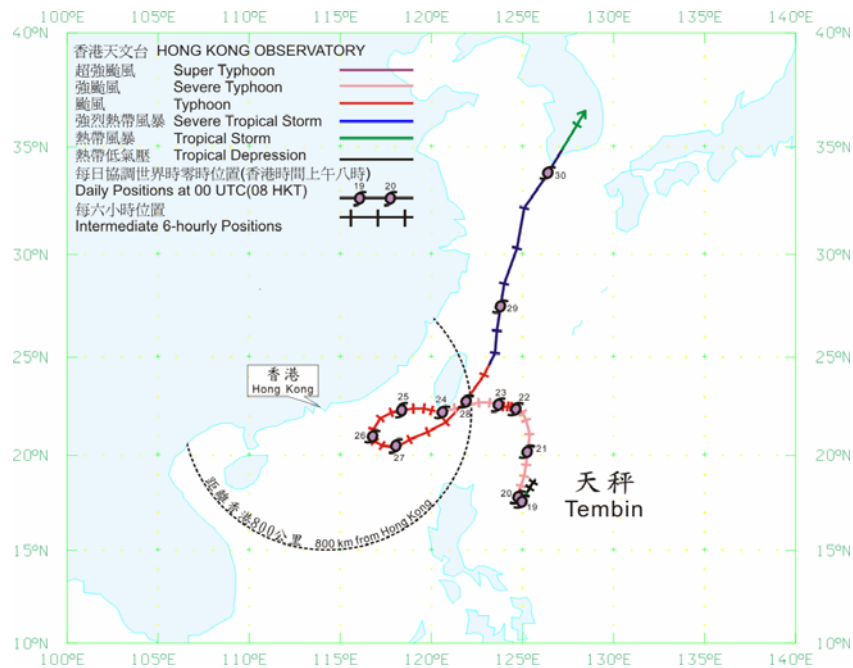 100°E 105°E 110°E 115°E 120°E 125°E 130°E 135°E 140°E
40°N 40°N
香港天文台 HONG KONG OBSERVATORY
超強颱風 Super Typhoon
強颱風 Severe Typhoon
颱風 Typhoon
強烈熱帶風暴 Severe Tropical Storm
熱帶風暴 Tropical Storm
熱帶低氣壓 Tropical Depression
每日協調世界時零時位置(香港時間上午八時)
Daily Positions at 00 UTC(08 HKT)
19 20
每六小時位置
Intermediate 6-hourly Positions
35°N 35°N
30
30°N 30°N
29
25°N 25°N
香港
Hong Kong
25 24 28 23 22
26 27 21
20°N 20°N
20 19
天秤
Tembin
距離香港800公里
800 km from Hong Kong
15°N 15°N
10°N 10°N
100°E 105°E 110°E 115°E 120°E 125°E 130°E 135°E 140°E